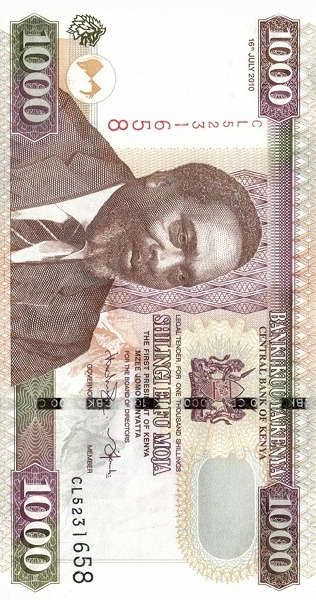 1000
16th JULY 2010
1000
CL5231658
BANKI KUU YA KENYA
CENTRAL BANK OF KENYA
LEGAL TENDER FOR ONE THOUSAND SHILLINGS
SHILINGI ELFU MOJA
THE FIRST PRESIDENT OF KENYA
MZEE JOMO KENYATTA
FOR THE BOARD OF DIRECTORS
GOVERNOR
MEMBER
CL5231658
1000
1000